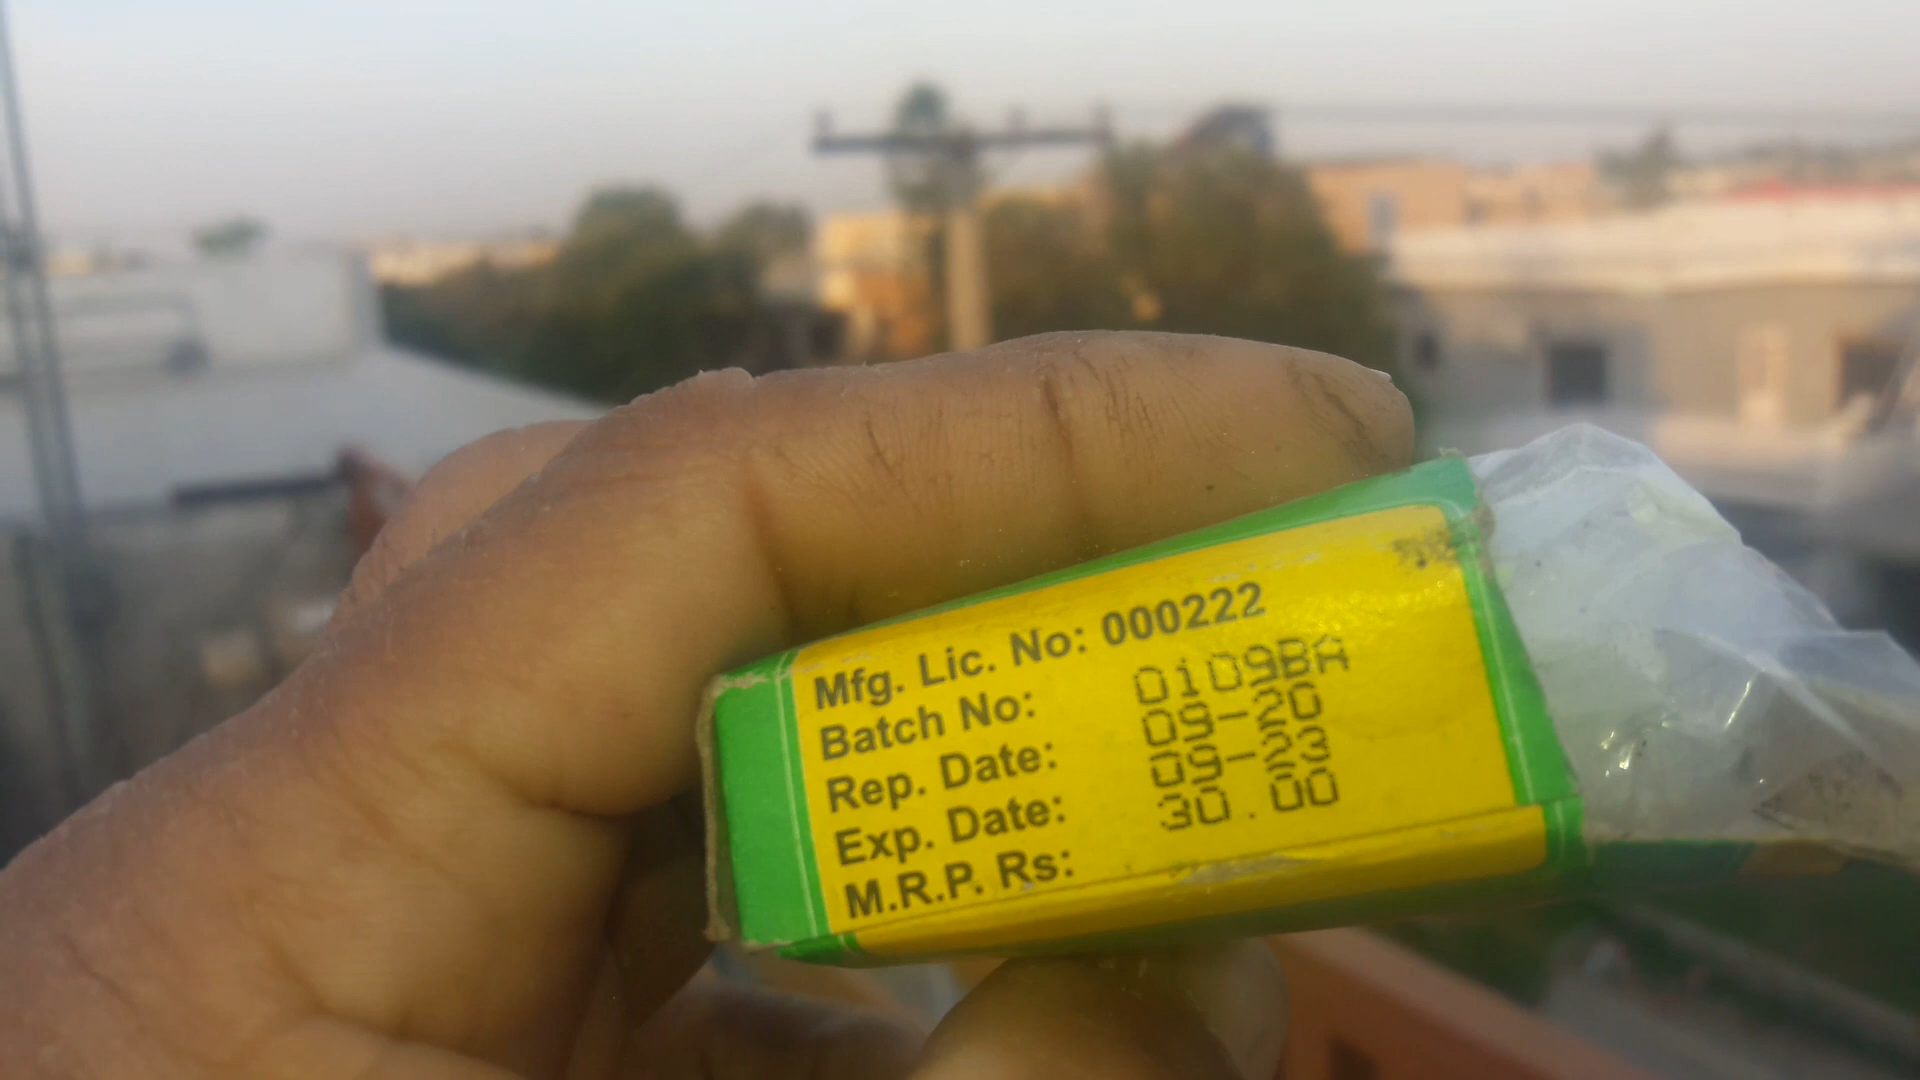 Mfg. Lic. No: 000222
Batch No: 0109BA
Rep. Date: 09-20
Exp. Date: 09-23
M.R.P. Rs: 30.00